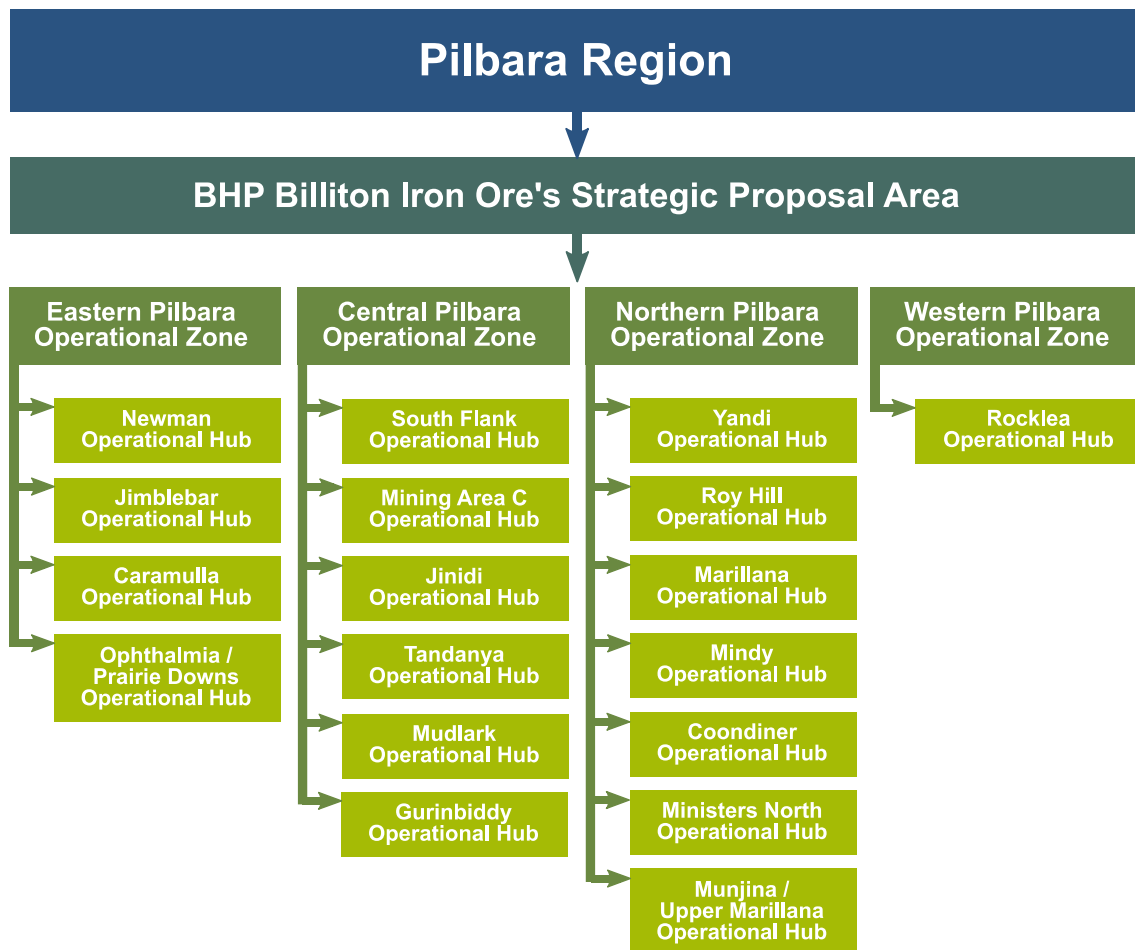 Pilbara Region
BHP Billiton Iron Ore's Strategic Proposal Area
Eastern Pilbara
Operational Zone
Newman
Operational Hub
Jimblebar
Operational Hub
Caramulla
Operational Hub
Ophthalmia /
Prairie Downs
Operational Hub
Central Pilbara
Operational Zone
South Flank
Operational Hub
Mining Area C
Operational Hub
Jinidi
Operational Hub
Tandanya
Operational Hub
Mudlark
Operational Hub
Gurinbiddy
Operational Hub
Northern Pilbara
Operational Zone
Yandi
Operational Hub
Roy Hill
Operational Hub
Marillana
Operational Hub
Mindy
Operational Hub
Coondiner
Operational Hub
Ministers North
Operational Hub
Munjina /
Upper Marillana
Operational Hub
Western Pilbara
Operational Zone
Rocklea
Operational Hub